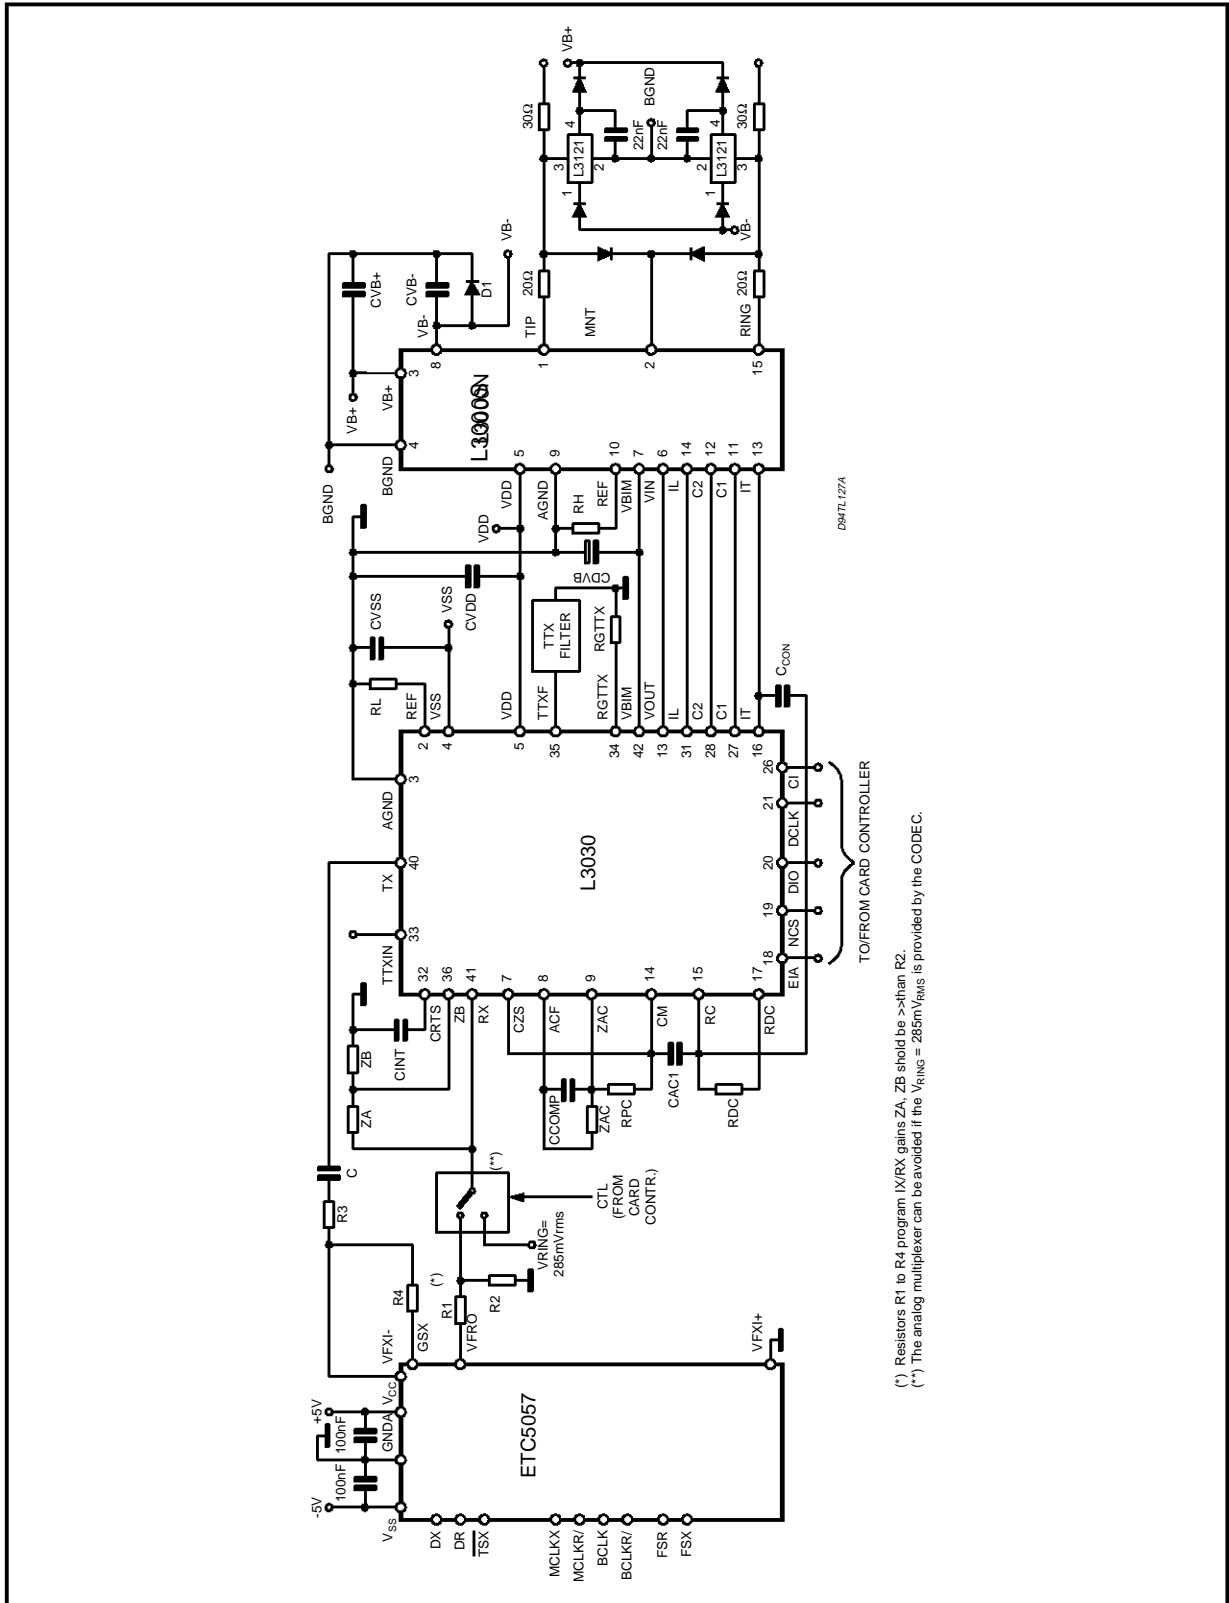 -5V
100nF
100nF
+5V
VSS
GNDA
VCC
VFXI-
GSX
R4
R3
C
(*)
R1
VFRO
R2
VRING=
285mVrms
(**)
CTL
(FROM
CARD
CONTR.)
VFXI+
ETC5057
DX
DR
TSX
MCLKX
MCLKR/
BCLK
BCLKR/
FSR
FSX
ZA
ZB
CINT
TTXIN
TX
AGND
33
40
3
32
CRTS
36
ZB
41
RX
7
CZS
8
ACF
9
ZAC
14
CM
15
RC
17
RDC
CCOMP
ZAC
RPC
CAC1
RDC
L3030
18
EIA
19
NCS
20
DIO
21
DCLK
26
CI
TO/FROM CARD CONTROLLER
RL
CVSS
VSS
CVDD
2
REF
4
VSS
5
VDD
35
TTXF
34
RGTTX
42
VBIM
13
VOUT
31
IL
28
C2
27
C1
16
IT
TTX
FILTER
RGTTX
CDVB
RH
CCON
VDD
BGND
5
VDD
9
AGND
10
REF
7
VBIM
6
VIN
14
IL
12
C2
11
C1
13
IT
BGND
4
VB+
3
VB+
CVB+
VB-
8
CVB-
D1
VB-
TIP
1
MNT
2
RING
15
20Ω
20Ω
30Ω
30Ω
L3121
L3121
1
2
3
4
1
2
3
4
22nF
22nF
BGND
VB+
VB-
D94TL127A
(*) Resistors R1 to R4 program IX/RX gains ZA, ZB shold be >>than R2.
(**) The analog multiplexer can be avoided if the VRING = 285mVRMS is provided by the CODEC.